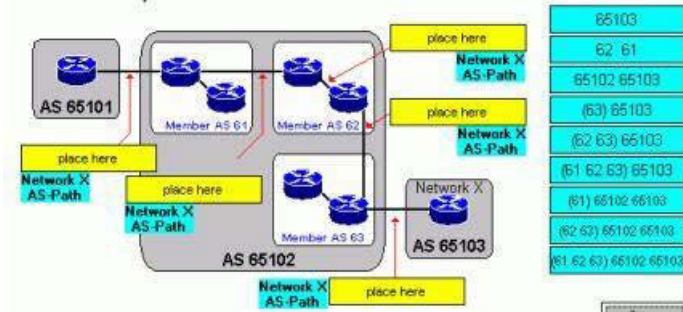 place here
Network X
AS-Path
AS 65101
Member AS 61
Member AS 62
place here
Network X
AS-Path
place here
Network X
AS-Path
place here
Network X
AS-Path
Network X
Member AS 63
AS 65103
AS 65102
Network X
AS-Path
place here
65103
62 61
65102 65103
(63) 65103
(62 63) 65103
(61 62 63) 65103
(61) 65102 65103
(62 63) 65102 65103
(61 62 63) 65102 65103